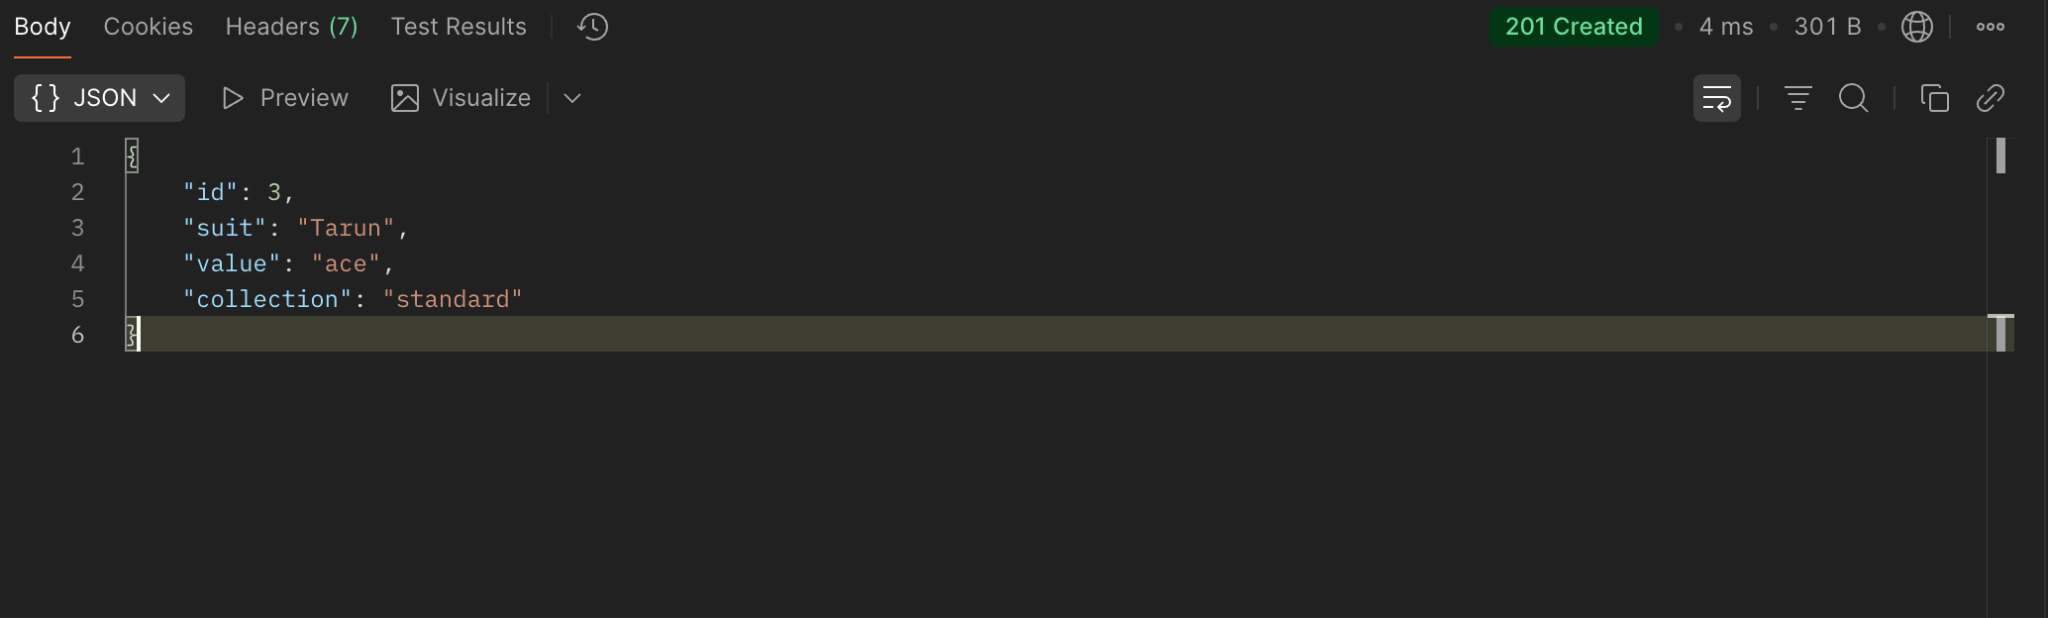 Body Cookies Headers (7) Test Results 201 Created • 4 ms • 301 B •
{} JSON Preview Visualize
1 {
2 "id": 3,
3 "suit": "Tarun",
4 "value": "ace",
5 "collection": "standard"
6 }